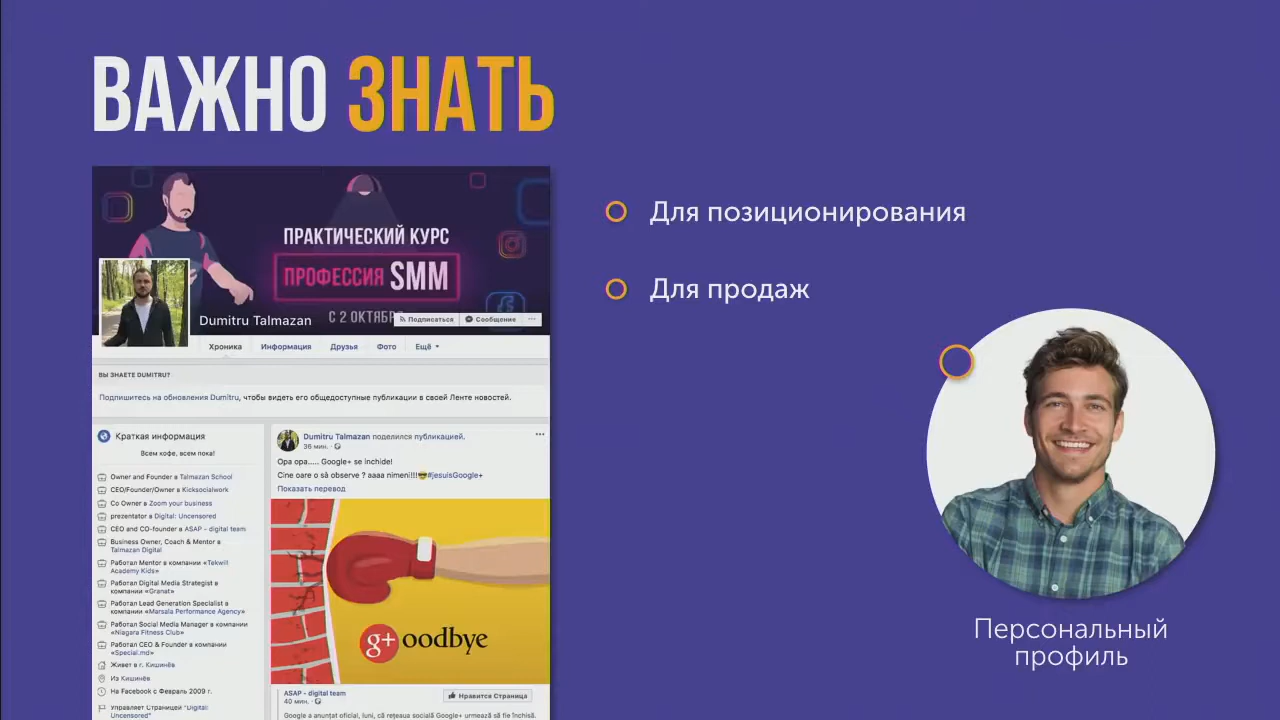 ВАЖНО ЗНАТЬ
ПРАКТИЧЕСКИЙ КУРС
ПРОФЕССИЯ SMM
С 2 ОКТЯБР
Dumitru Talmazan
Подписаться
Сообщение
Хроника
Информация
Друзья
Фото
Ещё
ВЫ ЗНАЕТЕ DUMITRU?
Подпишитесь на обновления Dumitru, чтобы видеть его общедоступные публикации в своей Ленте новостей.
Краткая информация
Всем кофе, всем пока!
Owner and Founder в Talmazan School
CEO/Founder/Owner в Kicksocialwork
Co Owner в Zoom your business
prezentator в Digital: Uncensored
CEO and CO-founder в ASAP - digital team
Business Owner, Coach & Mentor в
Talmazan Digital
Работал Mentor в компании «Tekwill
Academy Kids»
Работал Digital Media Strategist в
компании «Granat»
Работал Lead Generation Specialist в
компании «Marsala Performance Agency»
Работал Social Media Manager в компании
«Niagara Fitness Club»
Работал CEO & Founder в компании
«Special.md»
Живет в г. Кишинёв
Из Кишинёв
На Facebook с Февраль 2009 г.
Управляет Страницей "Digital:
Uncensored"
Dumitru Talmazan поделился публикацией.
36 мин.
Opa opa..... Google+ se inchide!
Cine oare o să observe ? aaaa nimeni!!!!😎#jesuisGoogle+
Показать перевод
g+oodbye
ASAP - digital team
40 мин.
Нравится Страница
Google a anunțat oficial, luni, că rețeaua socială Google+ urmează să fie închisă.
Для позиционирования
Для продаж
Персональный
профиль